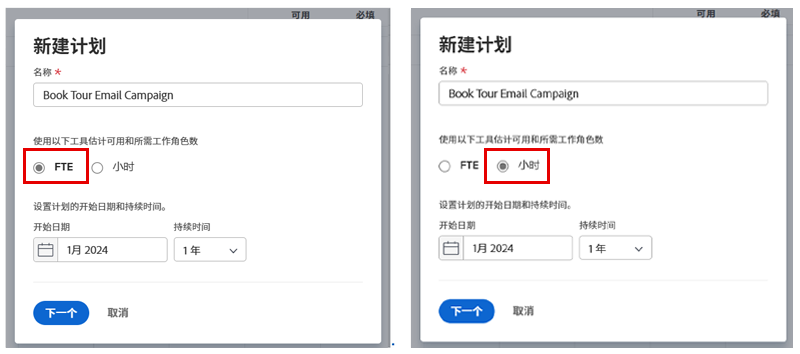 可用 必填
新建计划
名称 *
Book Tour Email Campaign
使用以下工具估计可用和所需工作角色数
FTE 小时
设置计划的开始日期和持续时间。
开始日期 持续时间
1月 2024 1 年
下一个 取消
可用 必填
新建计划
名称 *
Book Tour Email Campaign
使用以下工具估计可用和所需工作角色数
FTE 小时
设置计划的开始日期和持续时间。
开始日期 持续时间
1月 2024 1 年
下一个 取消